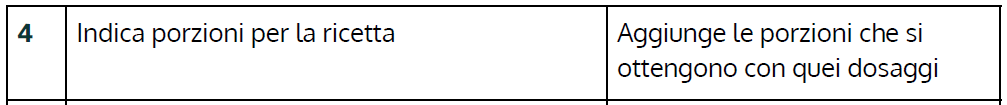 4
Indica porzioni per la ricetta
Aggiunge le porzioni che si
ottengono con quei dosaggi